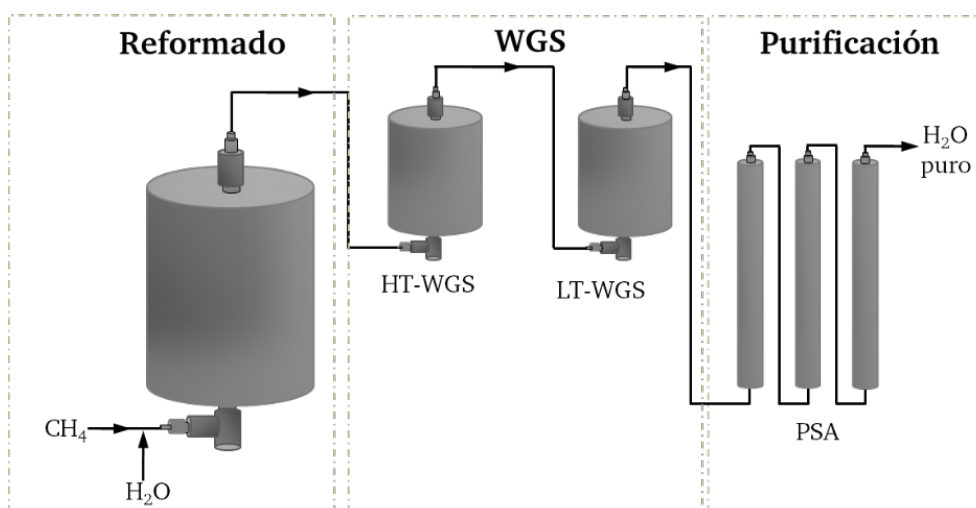 Reformado
WGS
Purificación
H₂O
puro
HT-WGS
LT-WGS
CH₄
H₂O
PSA